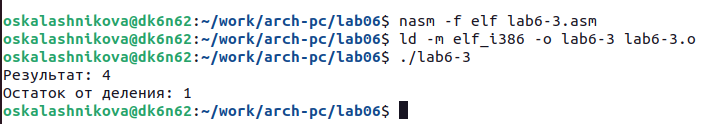 oskalashnikova@dk6n62:~/work/arch-pc/lab06$ nasm -f elf lab6-3.asm
oskalashnikova@dk6n62:~/work/arch-pc/lab06$ ld -m elf_i386 -o lab6-3 lab6-3.o
oskalashnikova@dk6n62:~/work/arch-pc/lab06$ ./lab6-3
Результат: 4
Остаток от деления: 1
oskalashnikova@dk6n62:~/work/arch-pc/lab06$